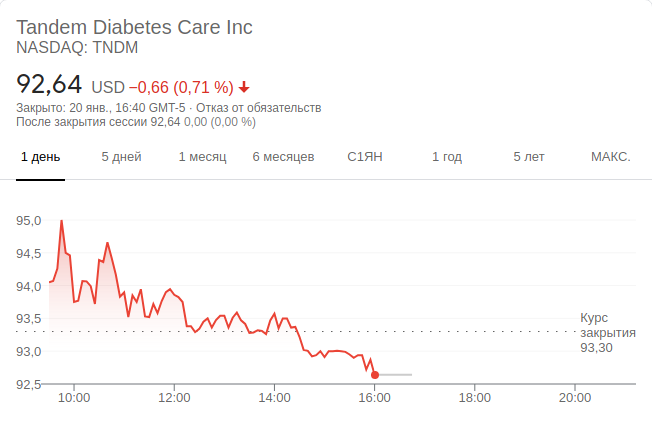 Tandem Diabetes Care Inc
NASDAQ: TNDM
92,64 USD −0,66 (0,71 %)
Закрыто: 20 янв., 16:40 GMT-5 · Отказ от обязательств
После закрытия сессии 92,64 0,00 (0,00 %)
1 день 5 дней 1 месяц 6 месяцев С1ЯН 1 год 5 лет МАКС.
95,0
94,5
94,0
93,5
93,0
92,5
Курс
закрытия
93,30
10:00 12:00 14:00 16:00 18:00 20:00